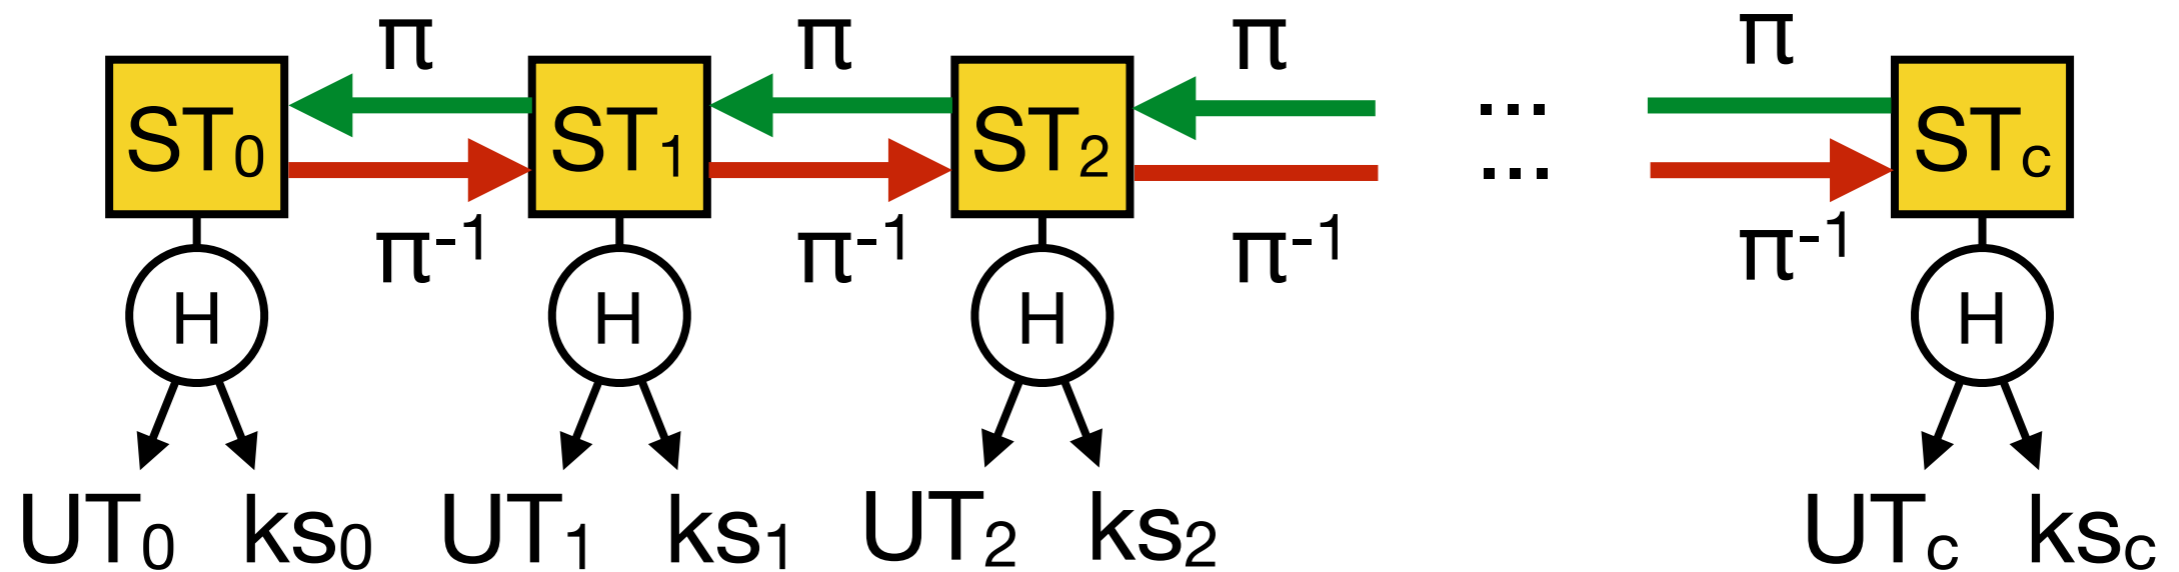 π π π π
ST0 ST1 ST2 ... STc
...
π-1 π-1 π-1 π-1
H H H H
UT0 ks0 UT1 ks1 UT2 ks2 UTc ksc